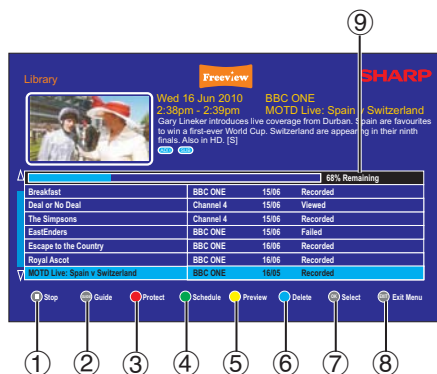 ⑨
Library
Freeview
SHARP
Wed 16 Jun 2010 BBC ONE
2:38pm - 2:39pm MOTD Live: Spain v Switzerland
Gary Lineker introduces live coverage from Durban. Spain are favourites
to win a first-ever World Cup. Switzerland are appearing in their ninth
finals. Also in HD. [S]
68% Remaining
Breakfast BBC ONE 15/06 Recorded
Deal or No Deal Channel 4 15/06 Viewed
The Simpsons Channel 4 15/06 Recorded
EastEnders BBC ONE 15/06 Failed
Escape to the Country BBC ONE 16/06 Recorded
Royal Ascot BBC ONE 16/06 Recorded
MOTD Live: Spain v Switzerland BBC ONE 16/05 Recorded
Stop Guide Protect Schedule Preview Delete OK Select EXIT Exit Menu
① ② ③ ④ ⑤ ⑥ ⑦ ⑧